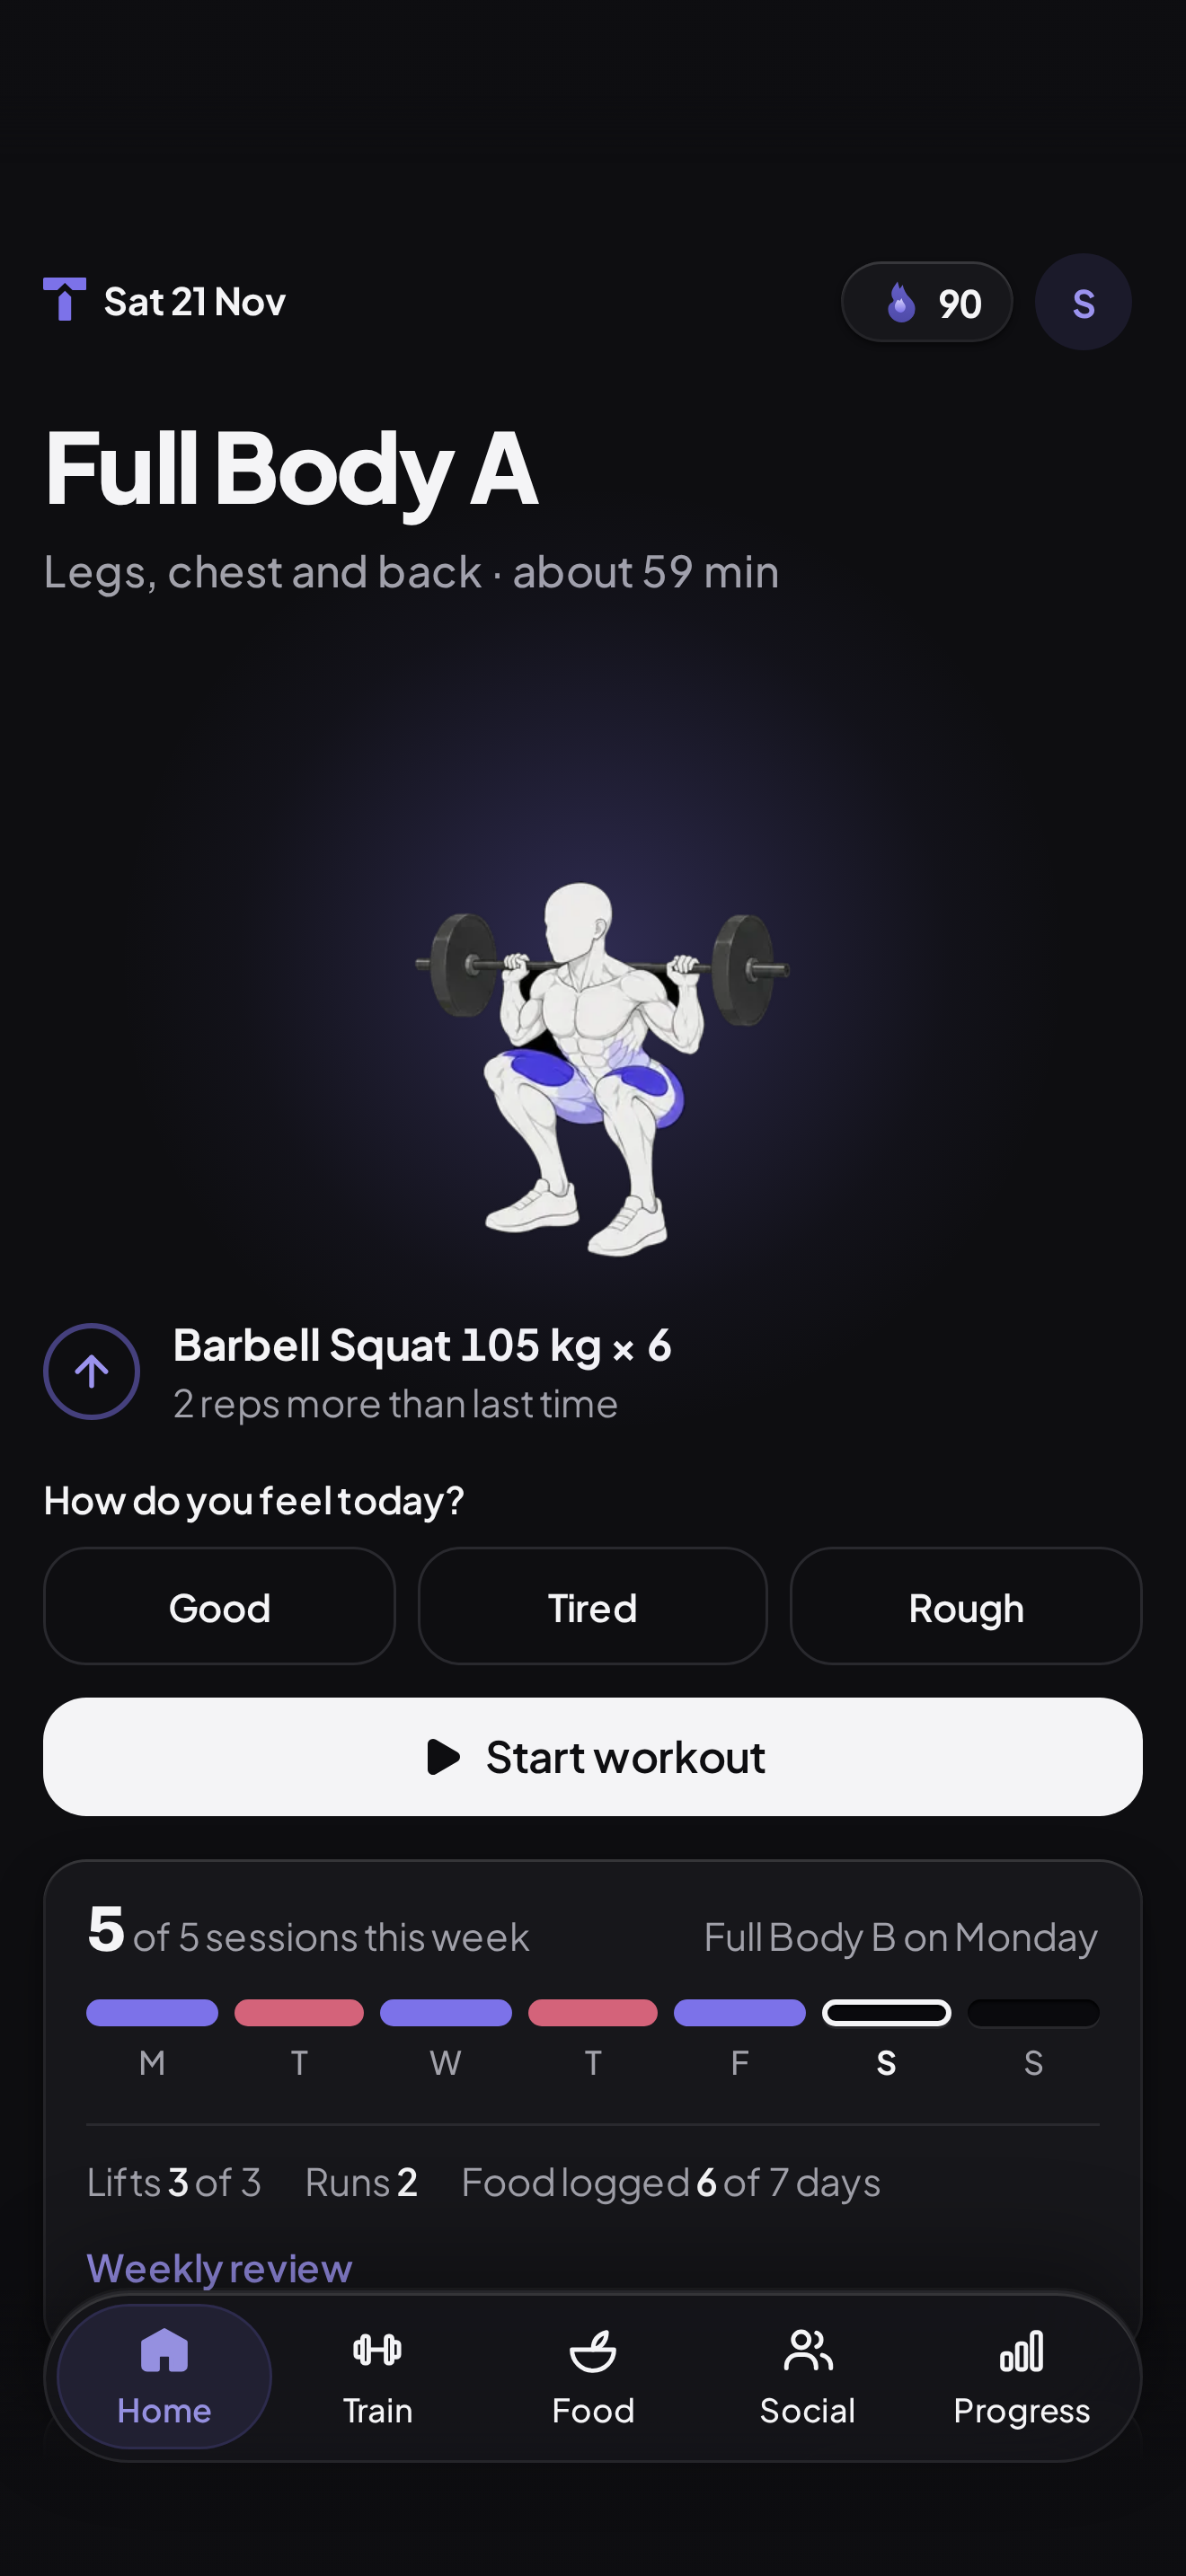 Sat 21 Nov
90
S
Full Body A
Legs, chest and back · about 59 min
Barbell Squat 105 kg × 6
2 reps more than last time
How do you feel today?
Good
Tired
Rough
Start workout
5 of 5 sessions this week
Full Body B on Monday
M T W T F S S
Lifts 3 of 3 Runs 2 Food logged 6 of 7 days
Weekly review
Home
Train
Food
Social
Progress